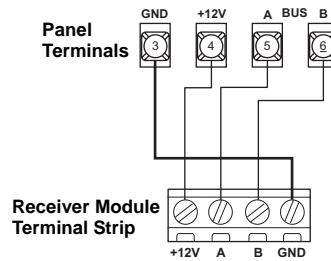 GND +12V A BUS B
Panel
Terminals
3 4 5 6
Receiver Module
Terminal Strip
+12V A B GND